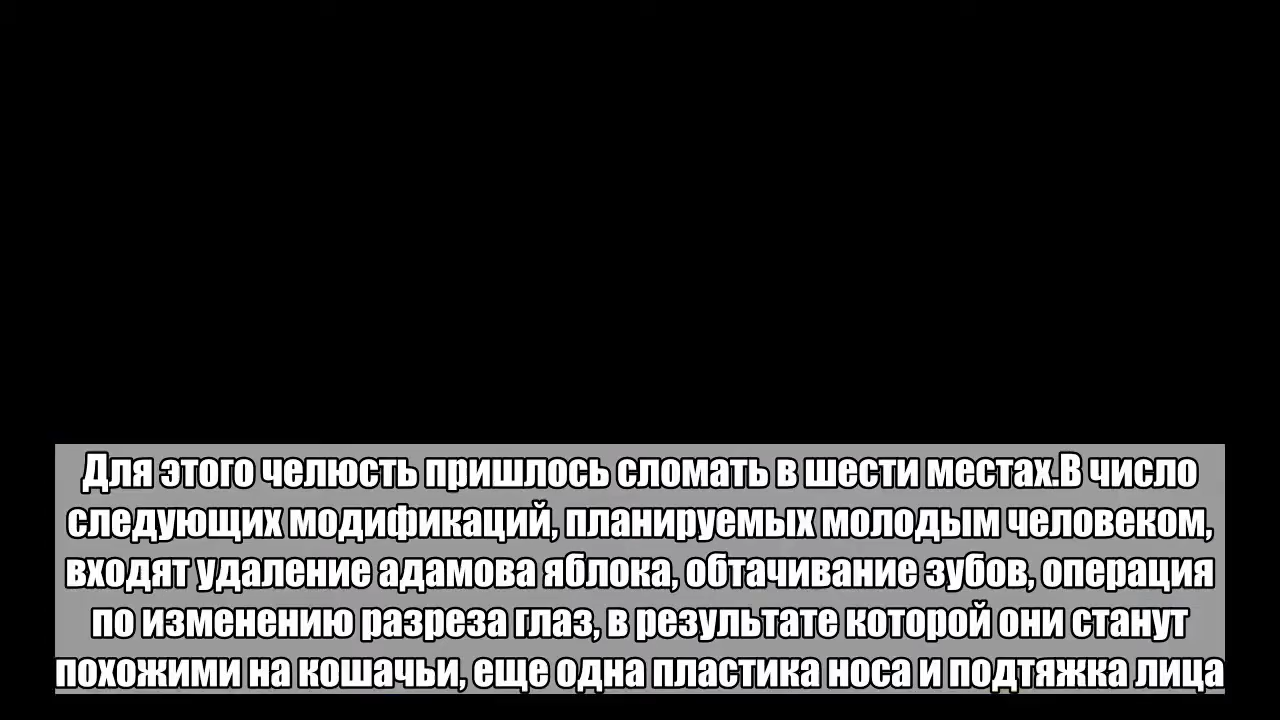 Для этого челюсть пришлось сломать в шести местах.В число
следующих модификаций, планируемых молодым человеком,
входят удаление адамова яблока, обтачивание зубов, операция
по изменению разреза глаз, в результате которой они станут
похожими на кошачьи, еще одна пластика носа и подтяжка лица